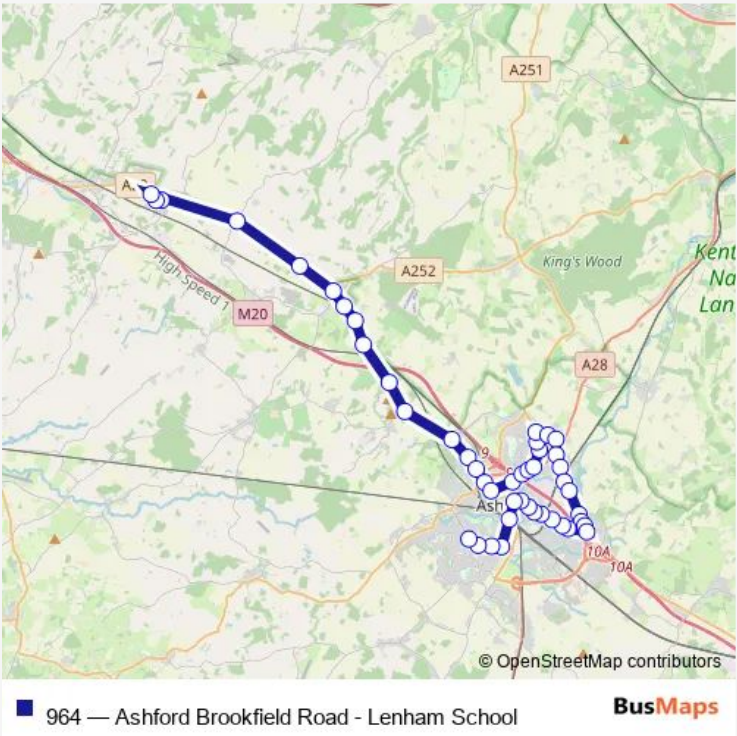 A251
A252
King's Wood
Kent
Na
Lan
High Speed 1
M20
A28
9
Ash
10A
10A
© OpenStreetMap contributors
964 — Ashford Brookfield Road - Lenham School
BusMaps